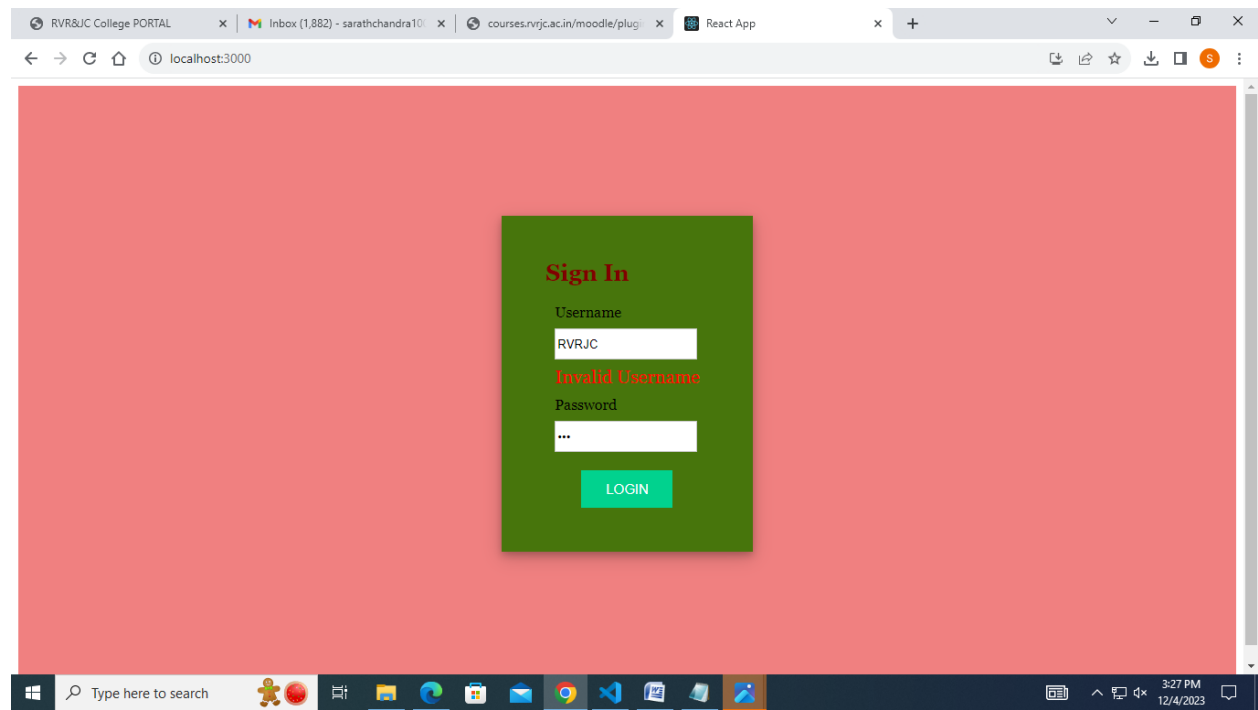 RVR&JC College PORTAL
Inbox (1,882) - sarathchandra10
courses.rvrjc.ac.in/moodle/plugi
React App
localhost:3000
S
Sign In
Username
RVRJC
Invalid Username
Password
•••
LOGIN
Type here to search
3:27 PM
12/4/2023